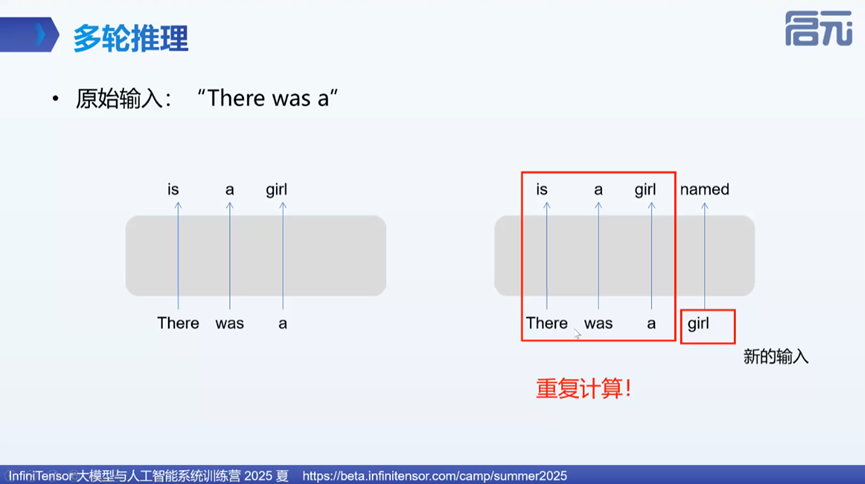 多轮推理
启元
• 原始输入：“There was a”
is a girl
There was a
is a girl named
There was a girl
新的输入
重复计算！
InfiniTensor 大模型与人工智能系统训练营 2025 夏 https://beta.infinitensor.com/camp/summer2025